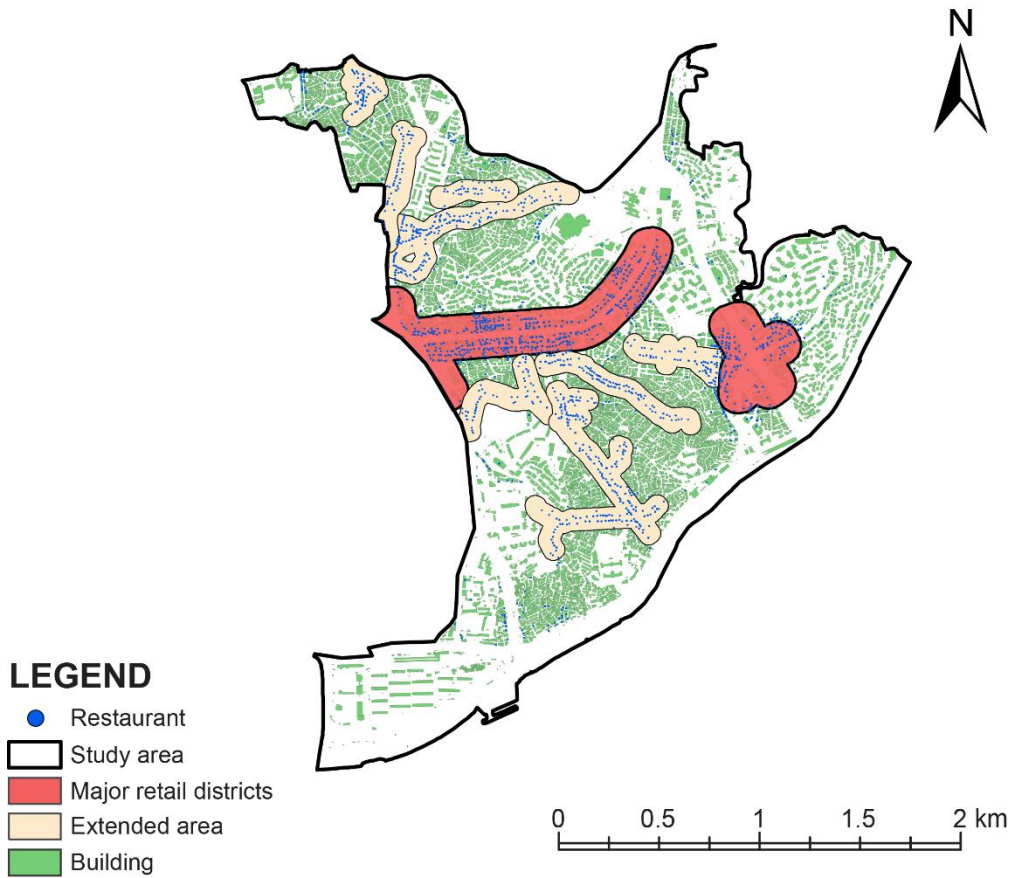 N
LEGEND
Restaurant
Study area
Major retail districts
Extended area
Building
0 0.5 1 1.5 2 km